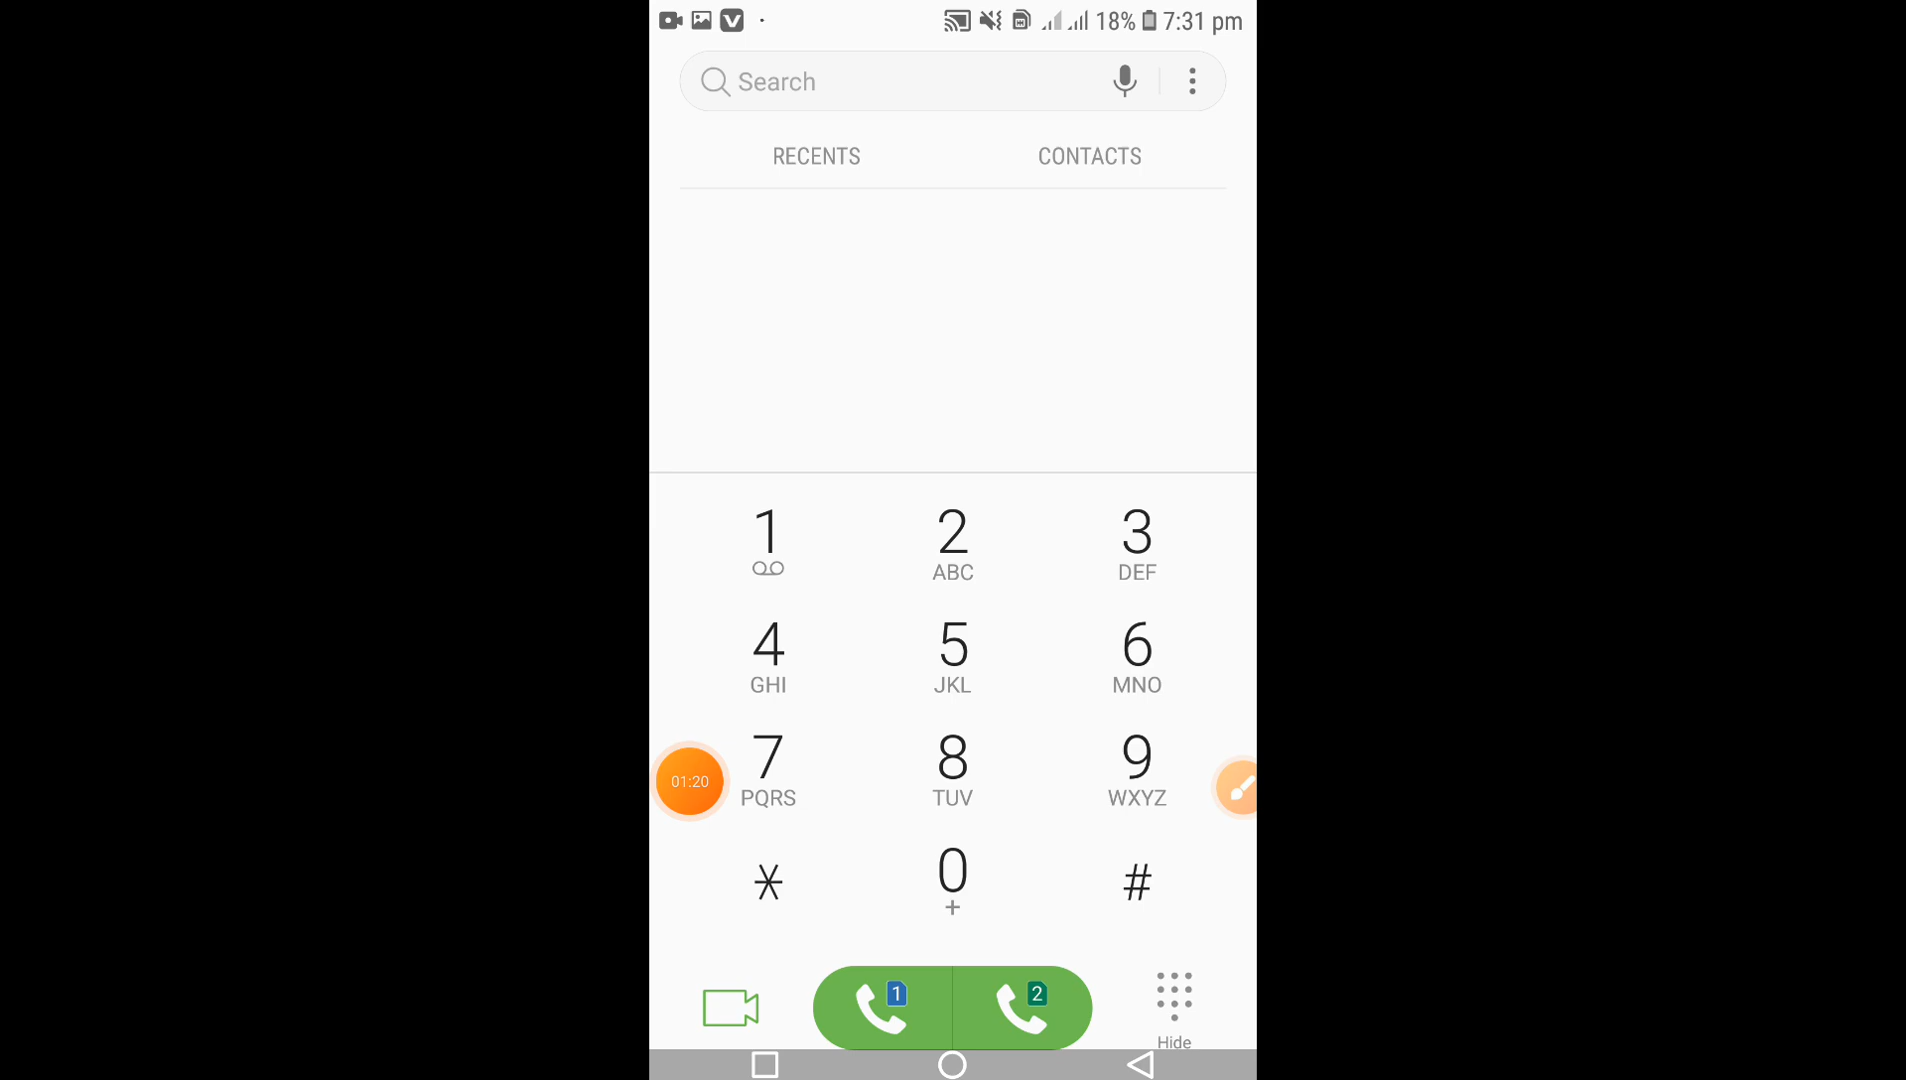 18% 7:31 pm
Search
RECENTS CONTACTS
1 2 3
ABC DEF
4 5 6
GHI JKL MNO
7 8 9
01:20
PQRS TUV WXYZ
* 0 #
+
1 2
Hide